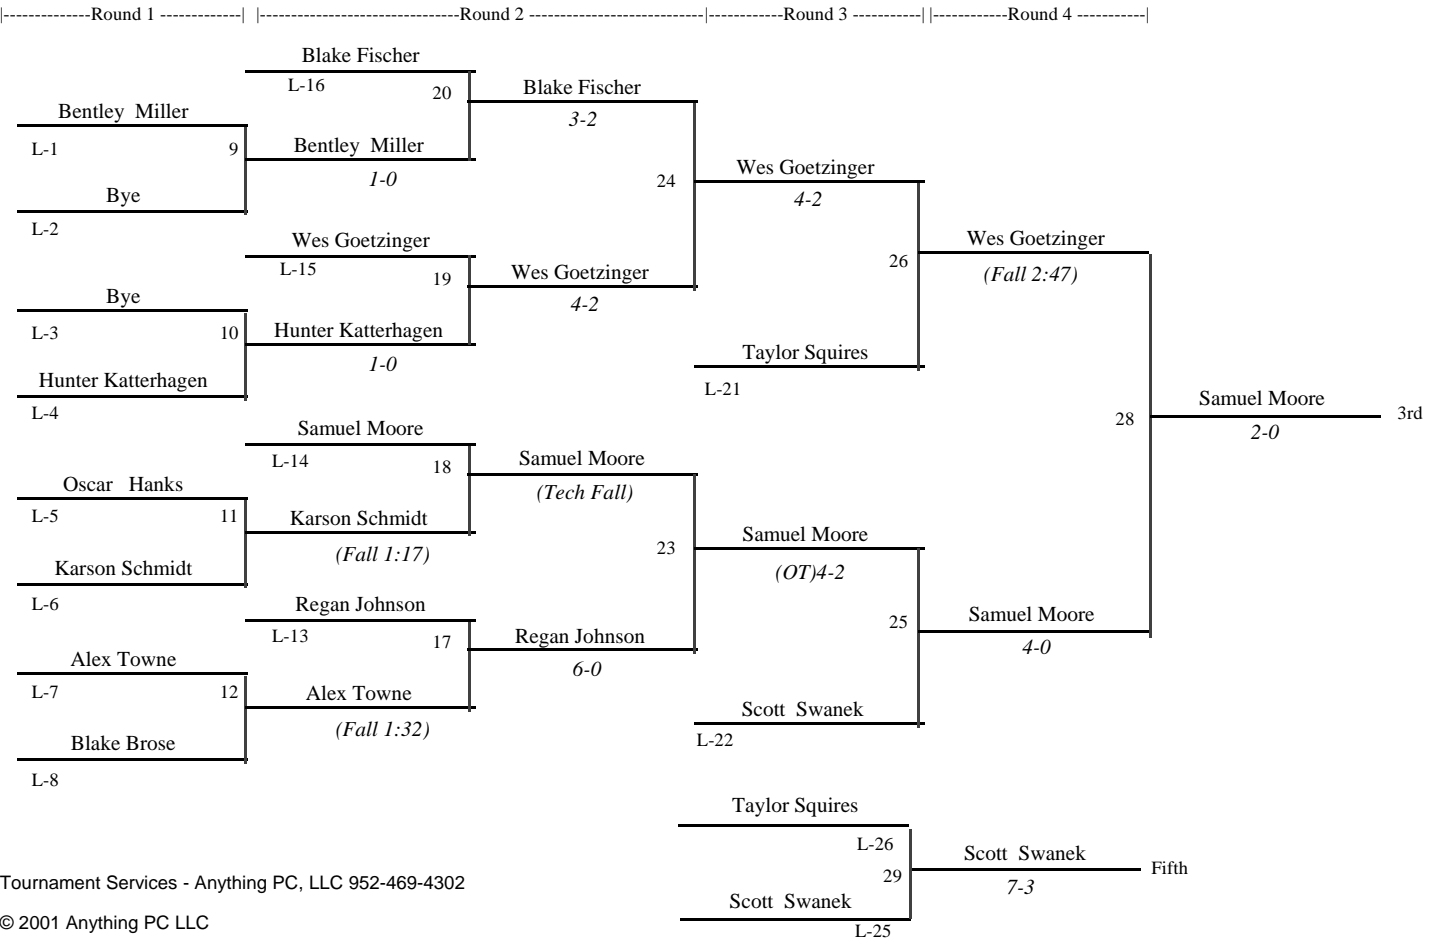 |--------------Round 1 -------------| |--------------------------------Round 2 ----------------------------|------------Round 3 -----------| |------------Round 4 -----------|
Blake Fischer
L-16 20 Blake Fischer
Bentley Miller 3-2
L-1 9 Bentley Miller
1-0 Wes Goetzinger
24 4-2
Bye
L-2
Wes Goetzinger Wes Goetzinger
L-15 19 Wes Goetzinger 26 (Fall 2:47)
Bye 4-2
L-3 10 Hunter Katterhagen
1-0 Taylor Squires
Hunter Katterhagen L-21
L-4 Samuel Moore 3rd
28 2-0
Samuel Moore
L-14 18 Samuel Moore
Oscar Hanks (Tech Fall)
L-5 11 Karson Schmidt
(Fall 1:17) 23 Samuel Moore
Karson Schmidt (OT)4-2
L-6
Regan Johnson 25 Samuel Moore
L-13 17 Regan Johnson 4-0
Alex Towne 6-0
L-7 12 Alex Towne
(Fall 1:32) Scott Swanek
Blake Brose L-22
L-8
Taylor Squires
L-26
29 Scott Swanek Fifth
7-3
Scott Swanek
L-25
Tournament Services - Anything PC, LLC 952-469-4302
© 2001 Anything PC LLC